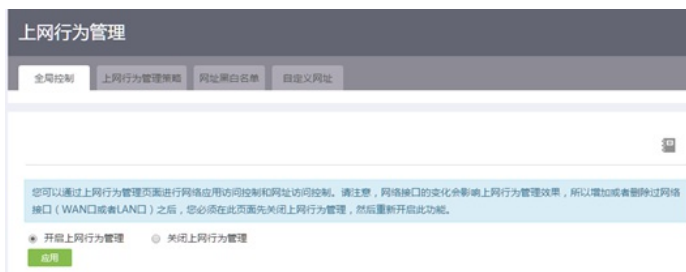 上网行为管理
全局控制
上网行为管理策略
网址黑白名单
自定义网址
您可以通过上网行为管理页面进行网络应用访问控制和网址访问控制。请注意，网络接口的变化会影响上网行为管理效果，所以增加或者删除过网络
接口（WAN口或者LAN口）之后，您必须在此页面先关闭上网行为管理，然后重新开启此功能。
开启上网行为管理
关闭上网行为管理
应用